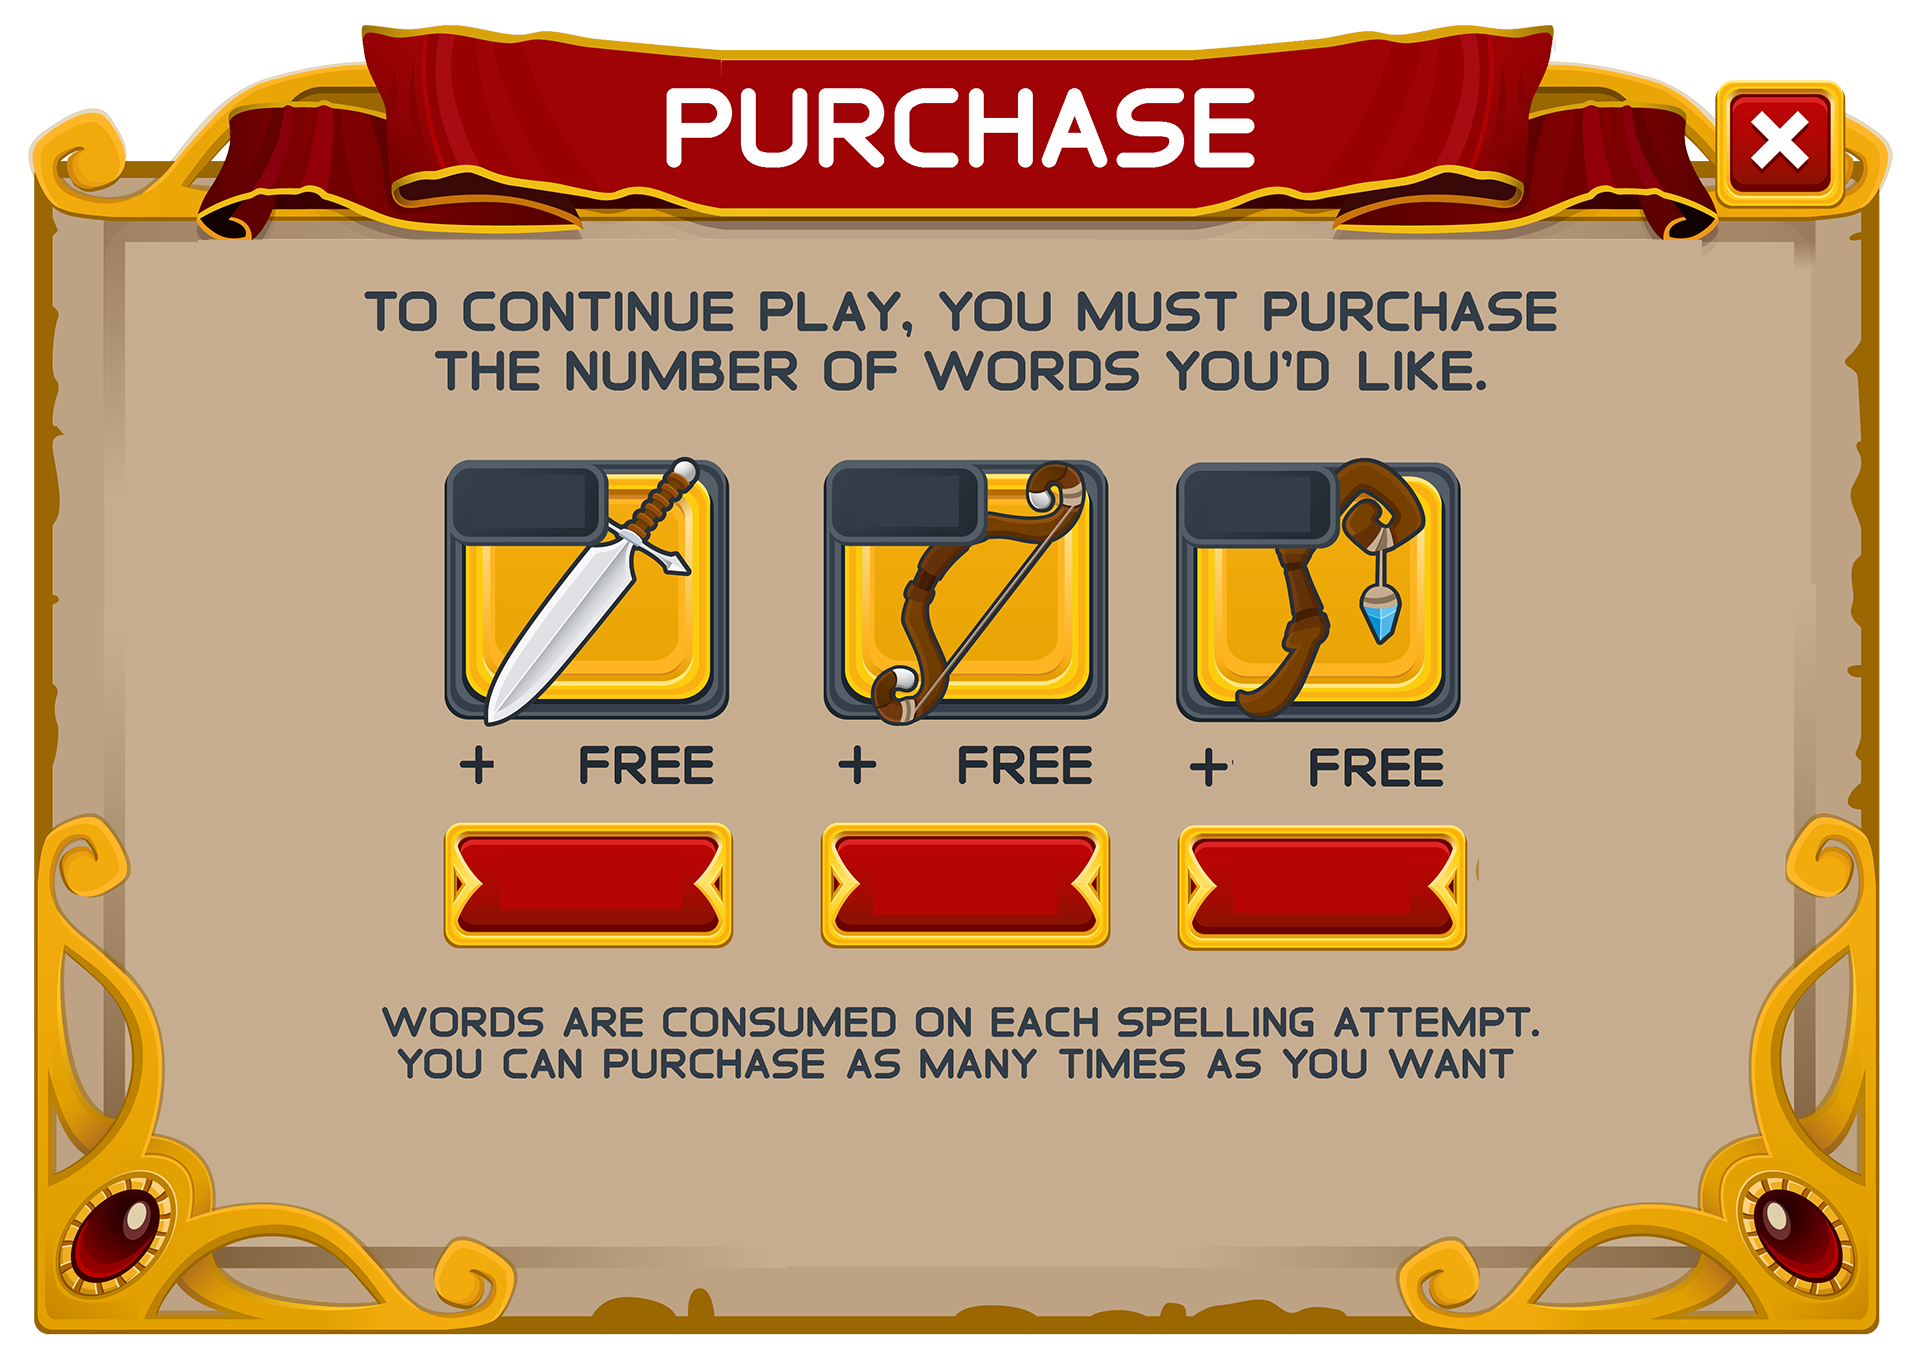 PURCHASE
TO CONTINUE PLAY, YOU MUST PURCHASE
THE NUMBER OF WORDS YOU'D LIKE.
+ FREE
+ FREE
+ FREE
WORDS ARE CONSUMED ON EACH SPELLING ATTEMPT.
YOU CAN PURCHASE AS MANY TIMES AS YOU WANT